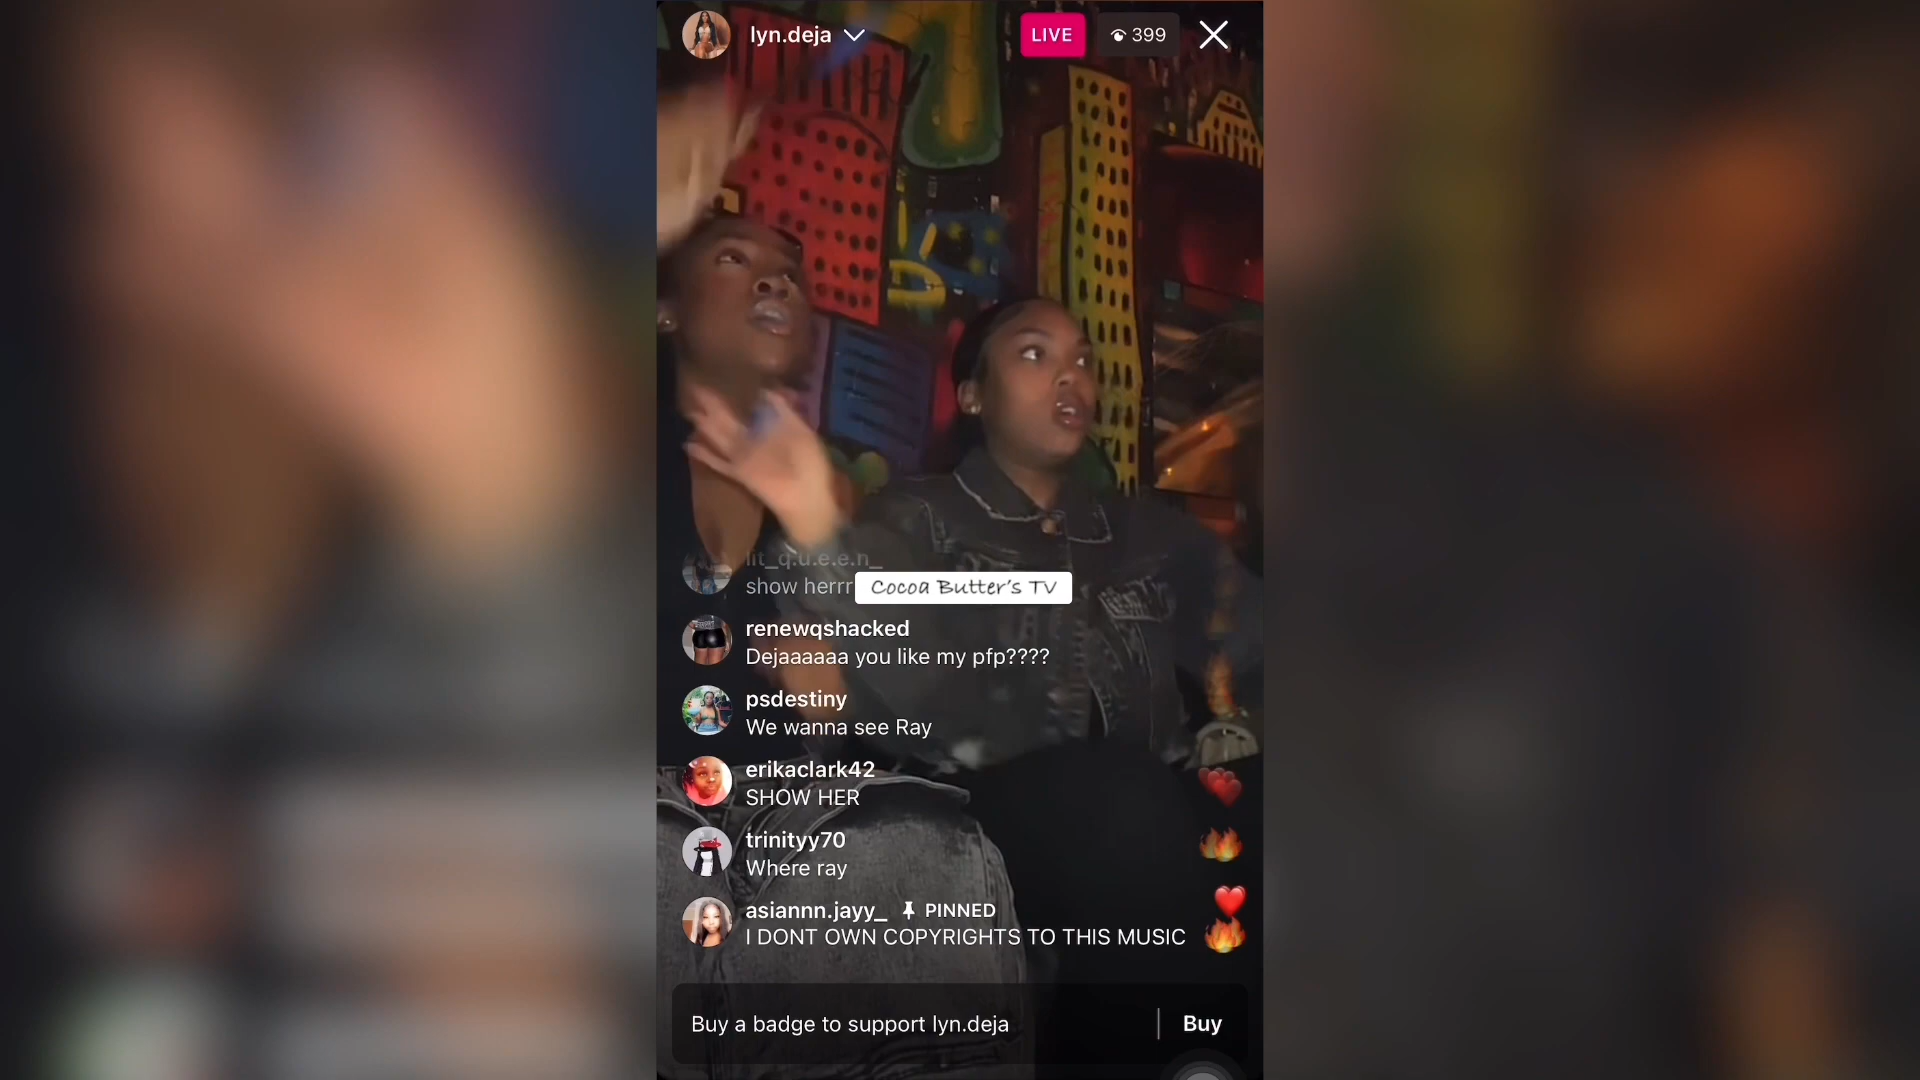 lyn.deja
LIVE
399
lit_q.u.e.e.n_
show herrr
Cocoa Butter's TV
renewqshacked
Dejaaaaaa you like my pfp????
psdestiny
We wanna see Ray
erikaclark42
SHOW HER
trinityy70
Where ray
asiannn.jayy_ PINNED
I DONT OWN COPYRIGHTS TO THIS MUSIC
Buy a badge to support lyn.deja
Buy